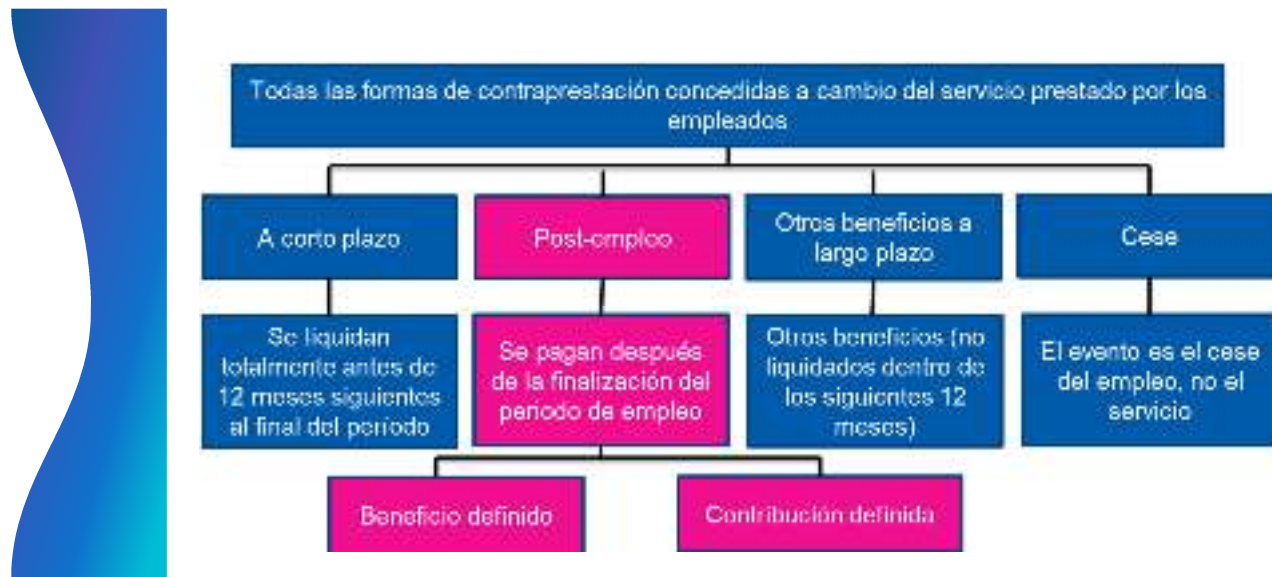 Todas las formas de contraprestación concedidas a cambio del servicio prestado por los
empleados
A corto plazo
Post-empleo
Otros beneficios a
largo plazo
Cese
Se liquidan
totalmente antes de
12 meses siguientes
al final del período
Se pagan después
de la finalización del
periodo de empleo
Otros beneficios (no
liquidados dentro de
los siguientes 12
meses)
El evento es el cese
del empleo, no el
servicio
Beneficio definido
Contribución definida